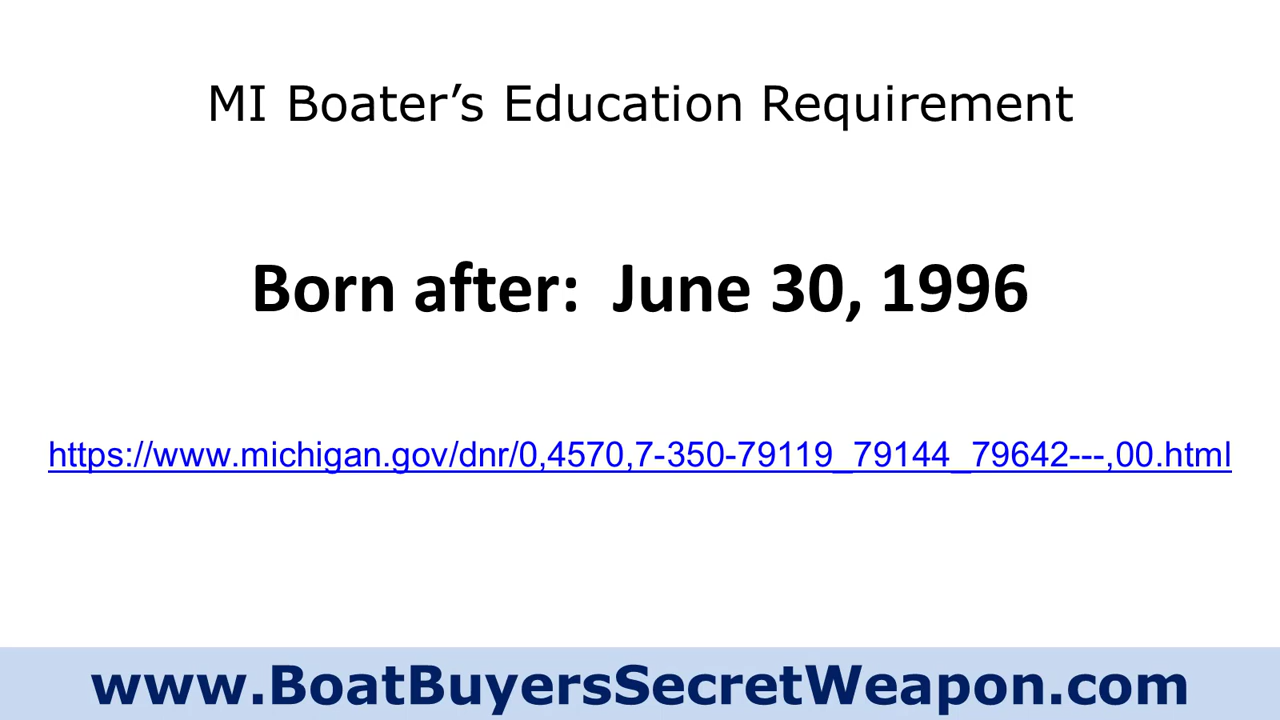 MI Boater’s Education Requirement
Born after:  June 30, 1996
https://www.michigan.gov/dnr/0,4570,7-350-79119_79144_79642---,00.html
www.BoatBuyersSecretWeapon.com